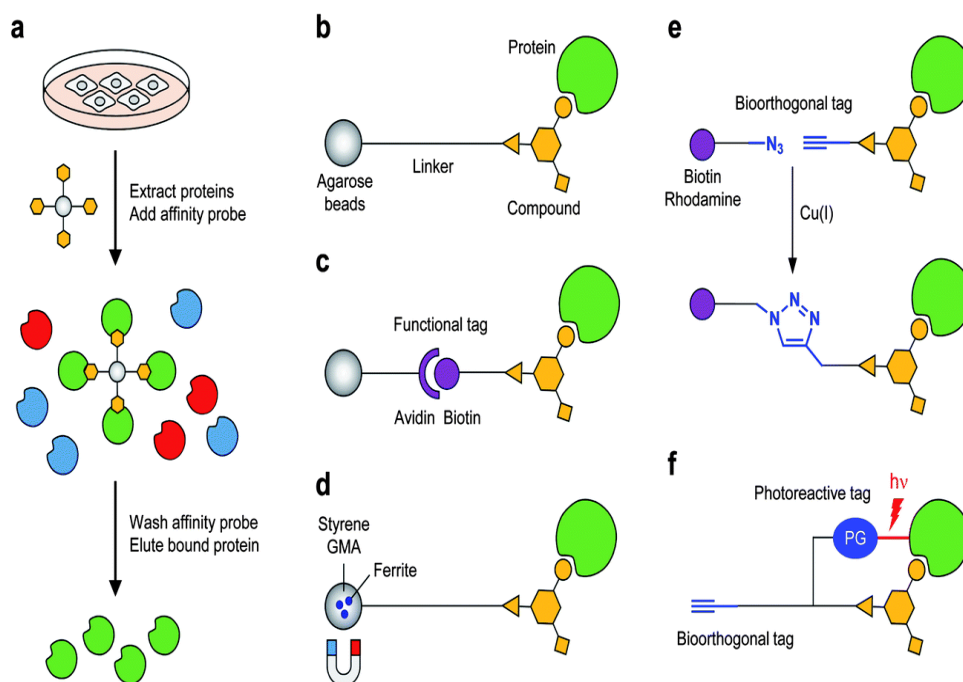 a
Extract proteins
Add affinity probe
Wash affinity probe
Elute bound protein
b
Protein
Agarose
beads
Linker
Compound
c
Functional tag
Avidin Biotin
d
Styrene
GMA
Ferrite
e
Bioorthogonal tag
N₃
Biotin
Rhodamine
Cu(I)
N
N
N
f
hν
Photoreactive tag
PG
Bioorthogonal tag